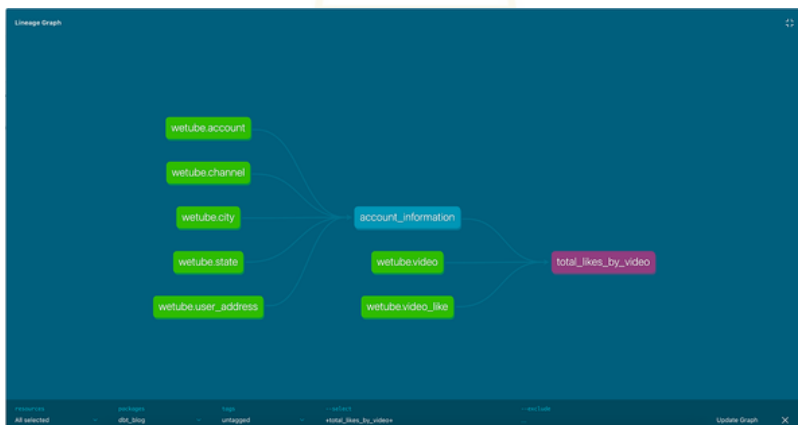 Lineage Graph
wetube.account
wetube.channel
wetube.city
account_information
wetube.state
wetube.video
total_likes_by_video
wetube.user_address
wetube.video_like
resources
packages
tags
--select
--exclude
All selected
dbt_blog
untagged
+total_likes_by_video+
Update Graph